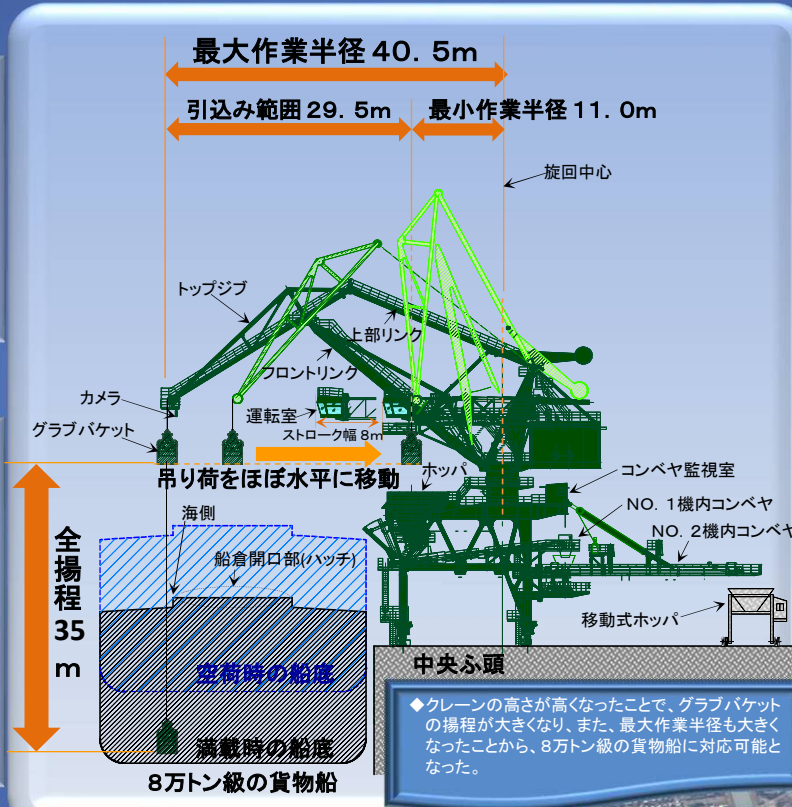 最大作業半径 40．5m
引込み範囲 29．5m
最小作業半径 11．0m
旋回中心
トップジブ
上部リンク
フロントリンク
カメラ
運転室
グラブバケット
ストローク幅 8m
吊り荷をほぼ水平に移動
ホッパ
コンベヤ監視室
NO．1機内コンベヤ
NO．2機内コンベヤ
海側
全揚程35m
船倉開口部(ハッチ)
移動式ホッパ
空荷時の船底
中央ふ頭
満載時の船底
8万トン級の貨物船
◆クレーンの高さが高くなったことで、グラブバケット
の揚程が大きくなり、また、最大作業半径も大きく
なったことから、8万トン級の貨物船に対応可能と
なった。